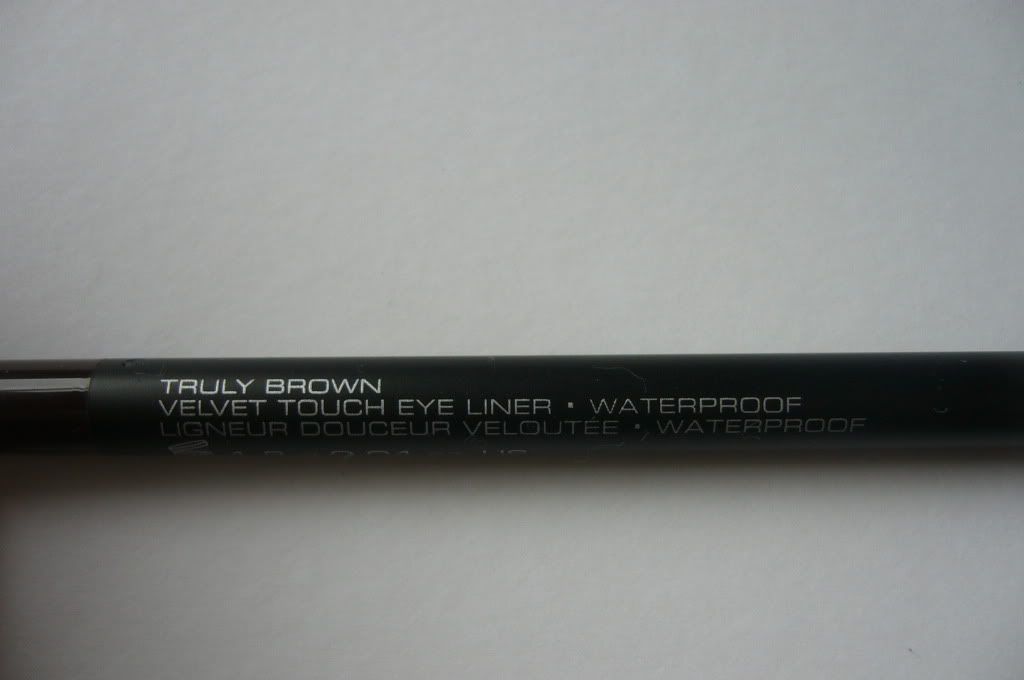 TRULY BROWN
VELVET TOUCH EYE LINER · WATERPROOF
LIGNEUR DOUCEUR VELOUTÉE · WATERPROOF